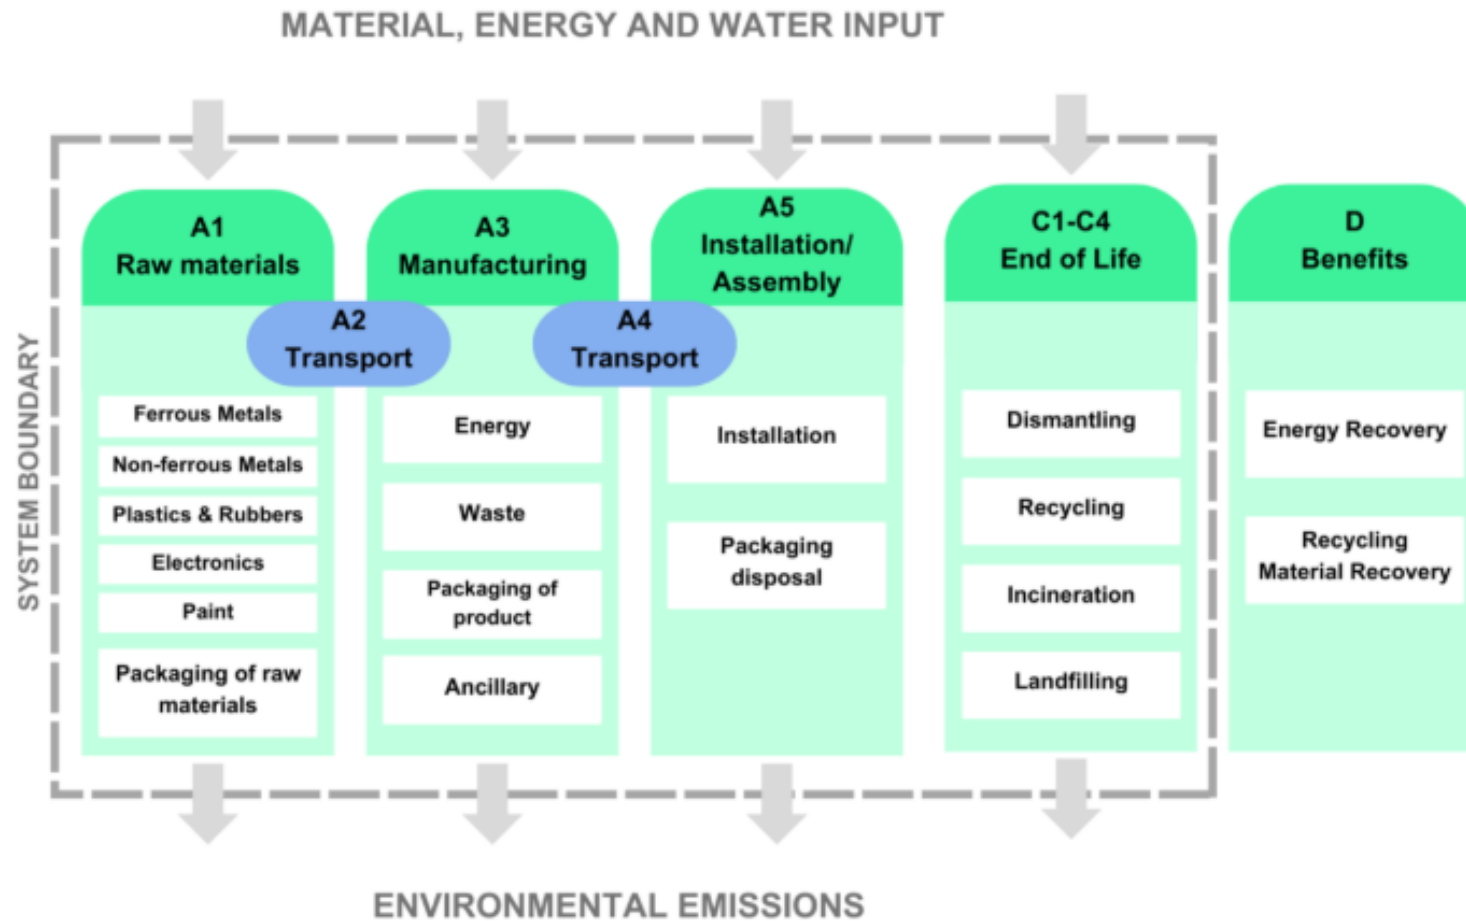 MATERIAL, ENERGY AND WATER INPUT
SYSTEM BOUNDARY
A1
Raw materials
A2
Transport
Ferrous Metals
Non-ferrous Metals
Plastics & Rubbers
Electronics
Paint
Packaging of raw
materials
A3
Manufacturing
A4
Transport
Energy
Waste
Packaging of
product
Ancillary
A5
Installation/
Assembly
Installation
Packaging
disposal
C1-C4
End of Life
Dismantling
Recycling
Incineration
Landfilling
D
Benefits
Energy Recovery
Recycling
Material Recovery
ENVIRONMENTAL EMISSIONS